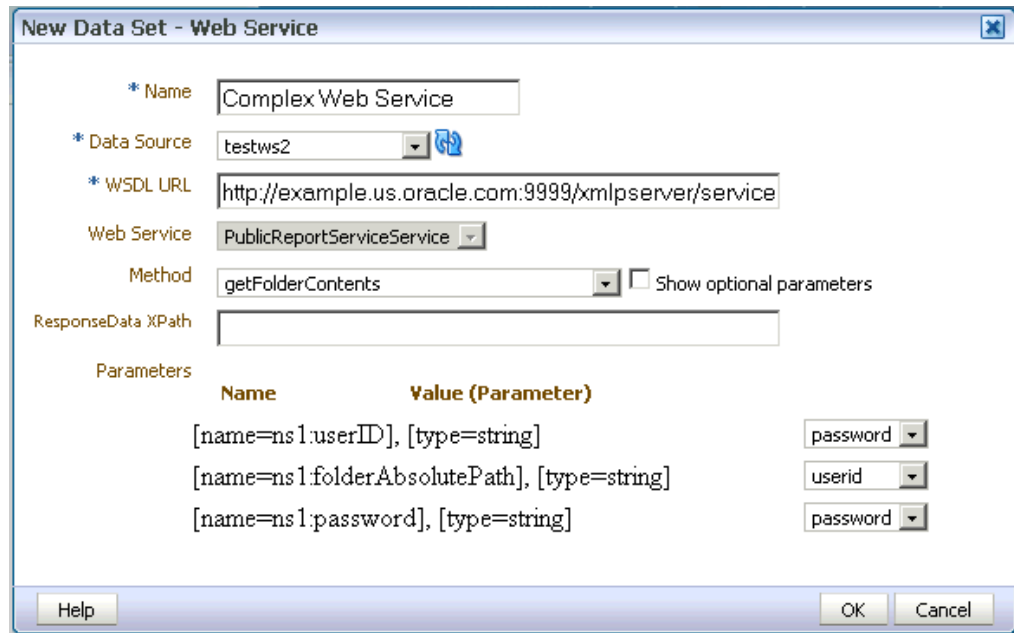 New Data Set - Web Service
* Name Complex Web Service
* Data Source testws2
* WSDL URL http://example.us.oracle.com:9999/xmlpserver/service
Web Service PublicReportServiceService
Method getFolderContents Show optional parameters
ResponseData XPath
Parameters
Name Value (Parameter)
[name=ns1:userID], [type=string] password
[name=ns1:folderAbsolutePath], [type=string] userid
[name=ns1:password], [type=string] password
Help OK Cancel